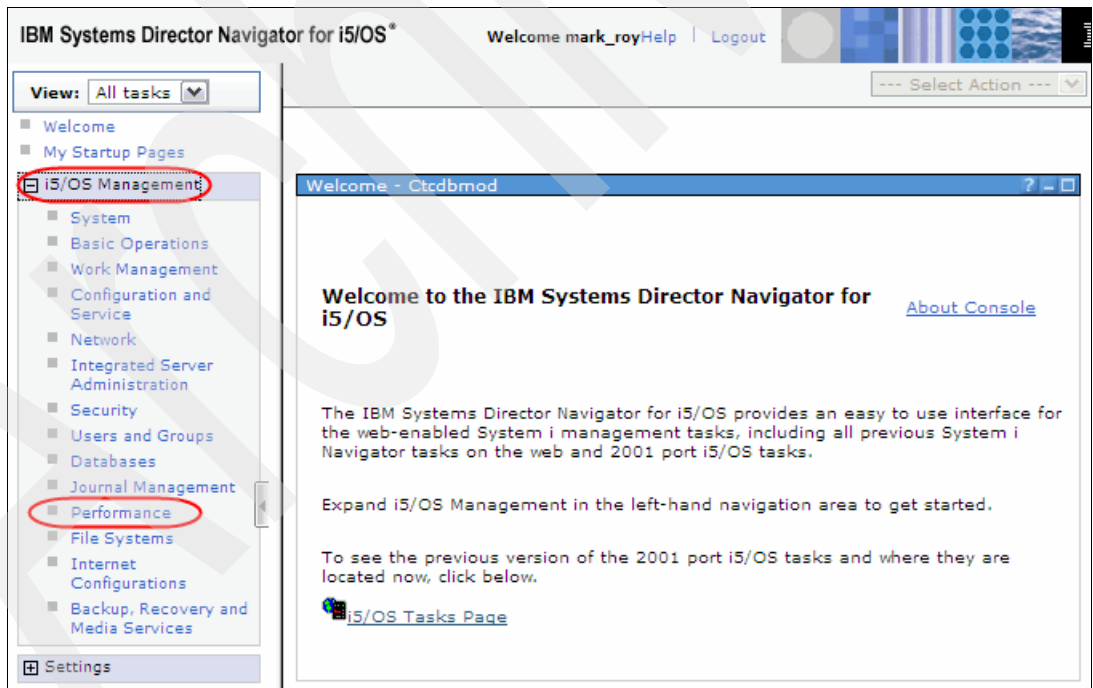 IBM Systems Director Navigator for i5/OS®
Welcome mark_royHelp | Logout
View: All tasks
--- Select Action ---
Welcome
My Startup Pages
i5/OS Management
System
Basic Operations
Work Management
Configuration and
Service
Network
Integrated Server
Administration
Security
Users and Groups
Databases
Journal Management
Performance
File Systems
Internet
Configurations
Backup, Recovery and
Media Services
Settings
Welcome - Ctcdbmod
? – □
Welcome to the IBM Systems Director Navigator for
i5/OS
About Console
The IBM Systems Director Navigator for i5/OS provides an easy to use interface for
the web-enabled System i management tasks, including all previous System i
Navigator tasks on the web and 2001 port i5/OS tasks.
Expand i5/OS Management in the left-hand navigation area to get started.
To see the previous version of the 2001 port i5/OS tasks and where they are
located now, click below.
i5/OS Tasks Page